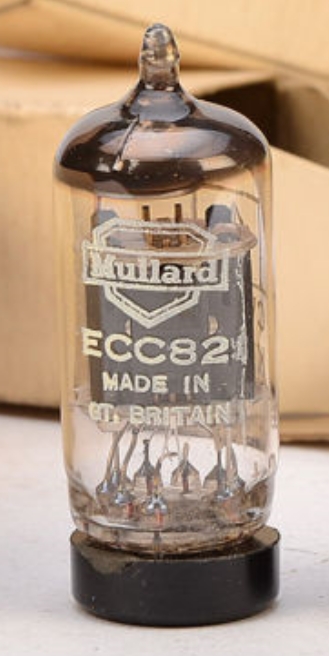 Mullard
ECC82
MADE IN
GT. BRITAIN